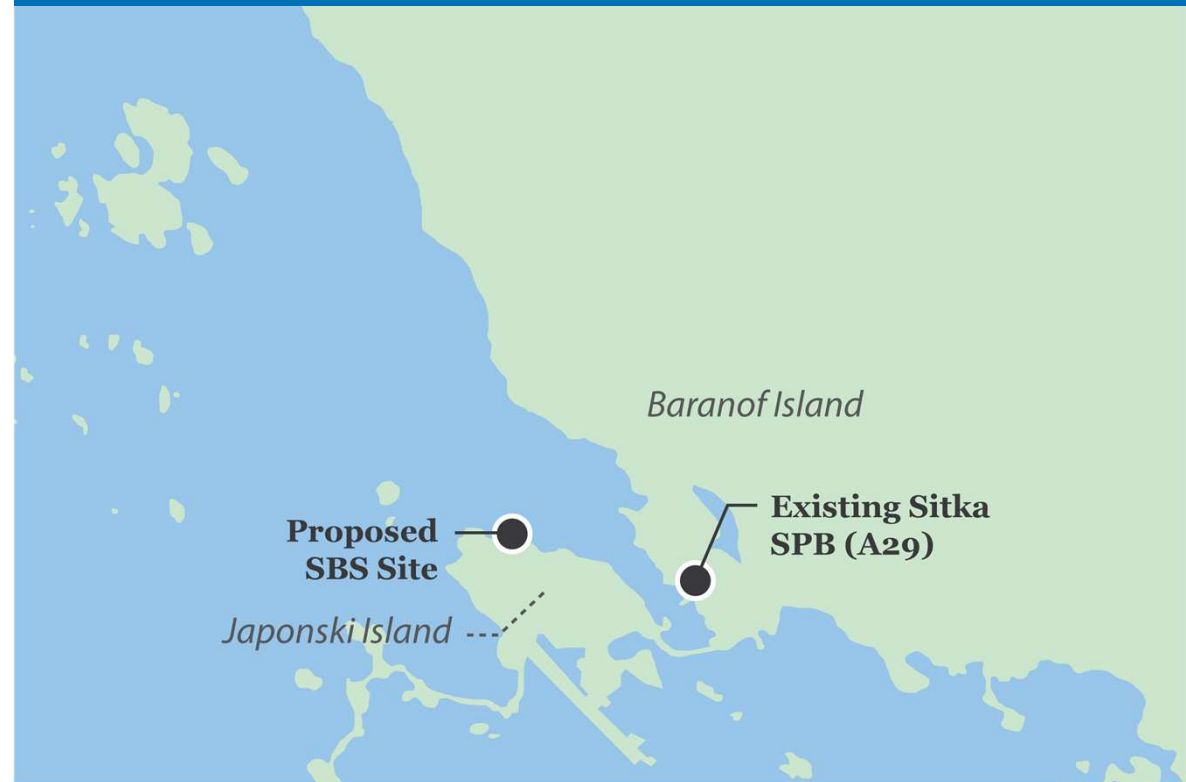 Baranof Island
Existing Sitka
SPB (A29)
Proposed
SBS Site
Japonski Island